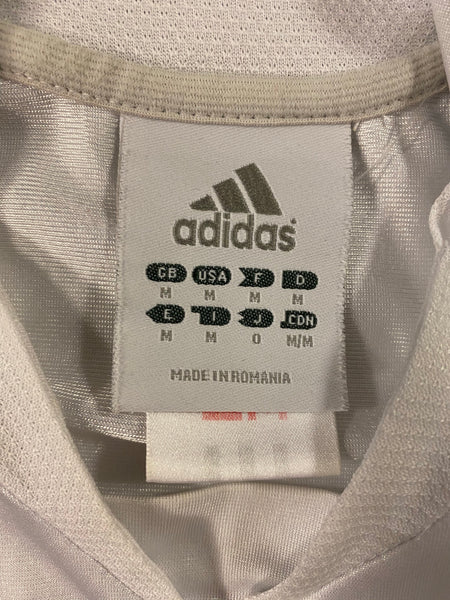 adidas
GB USA F D
M M M M
E I J CDN
M M O M/M
MADE IN ROMANIA